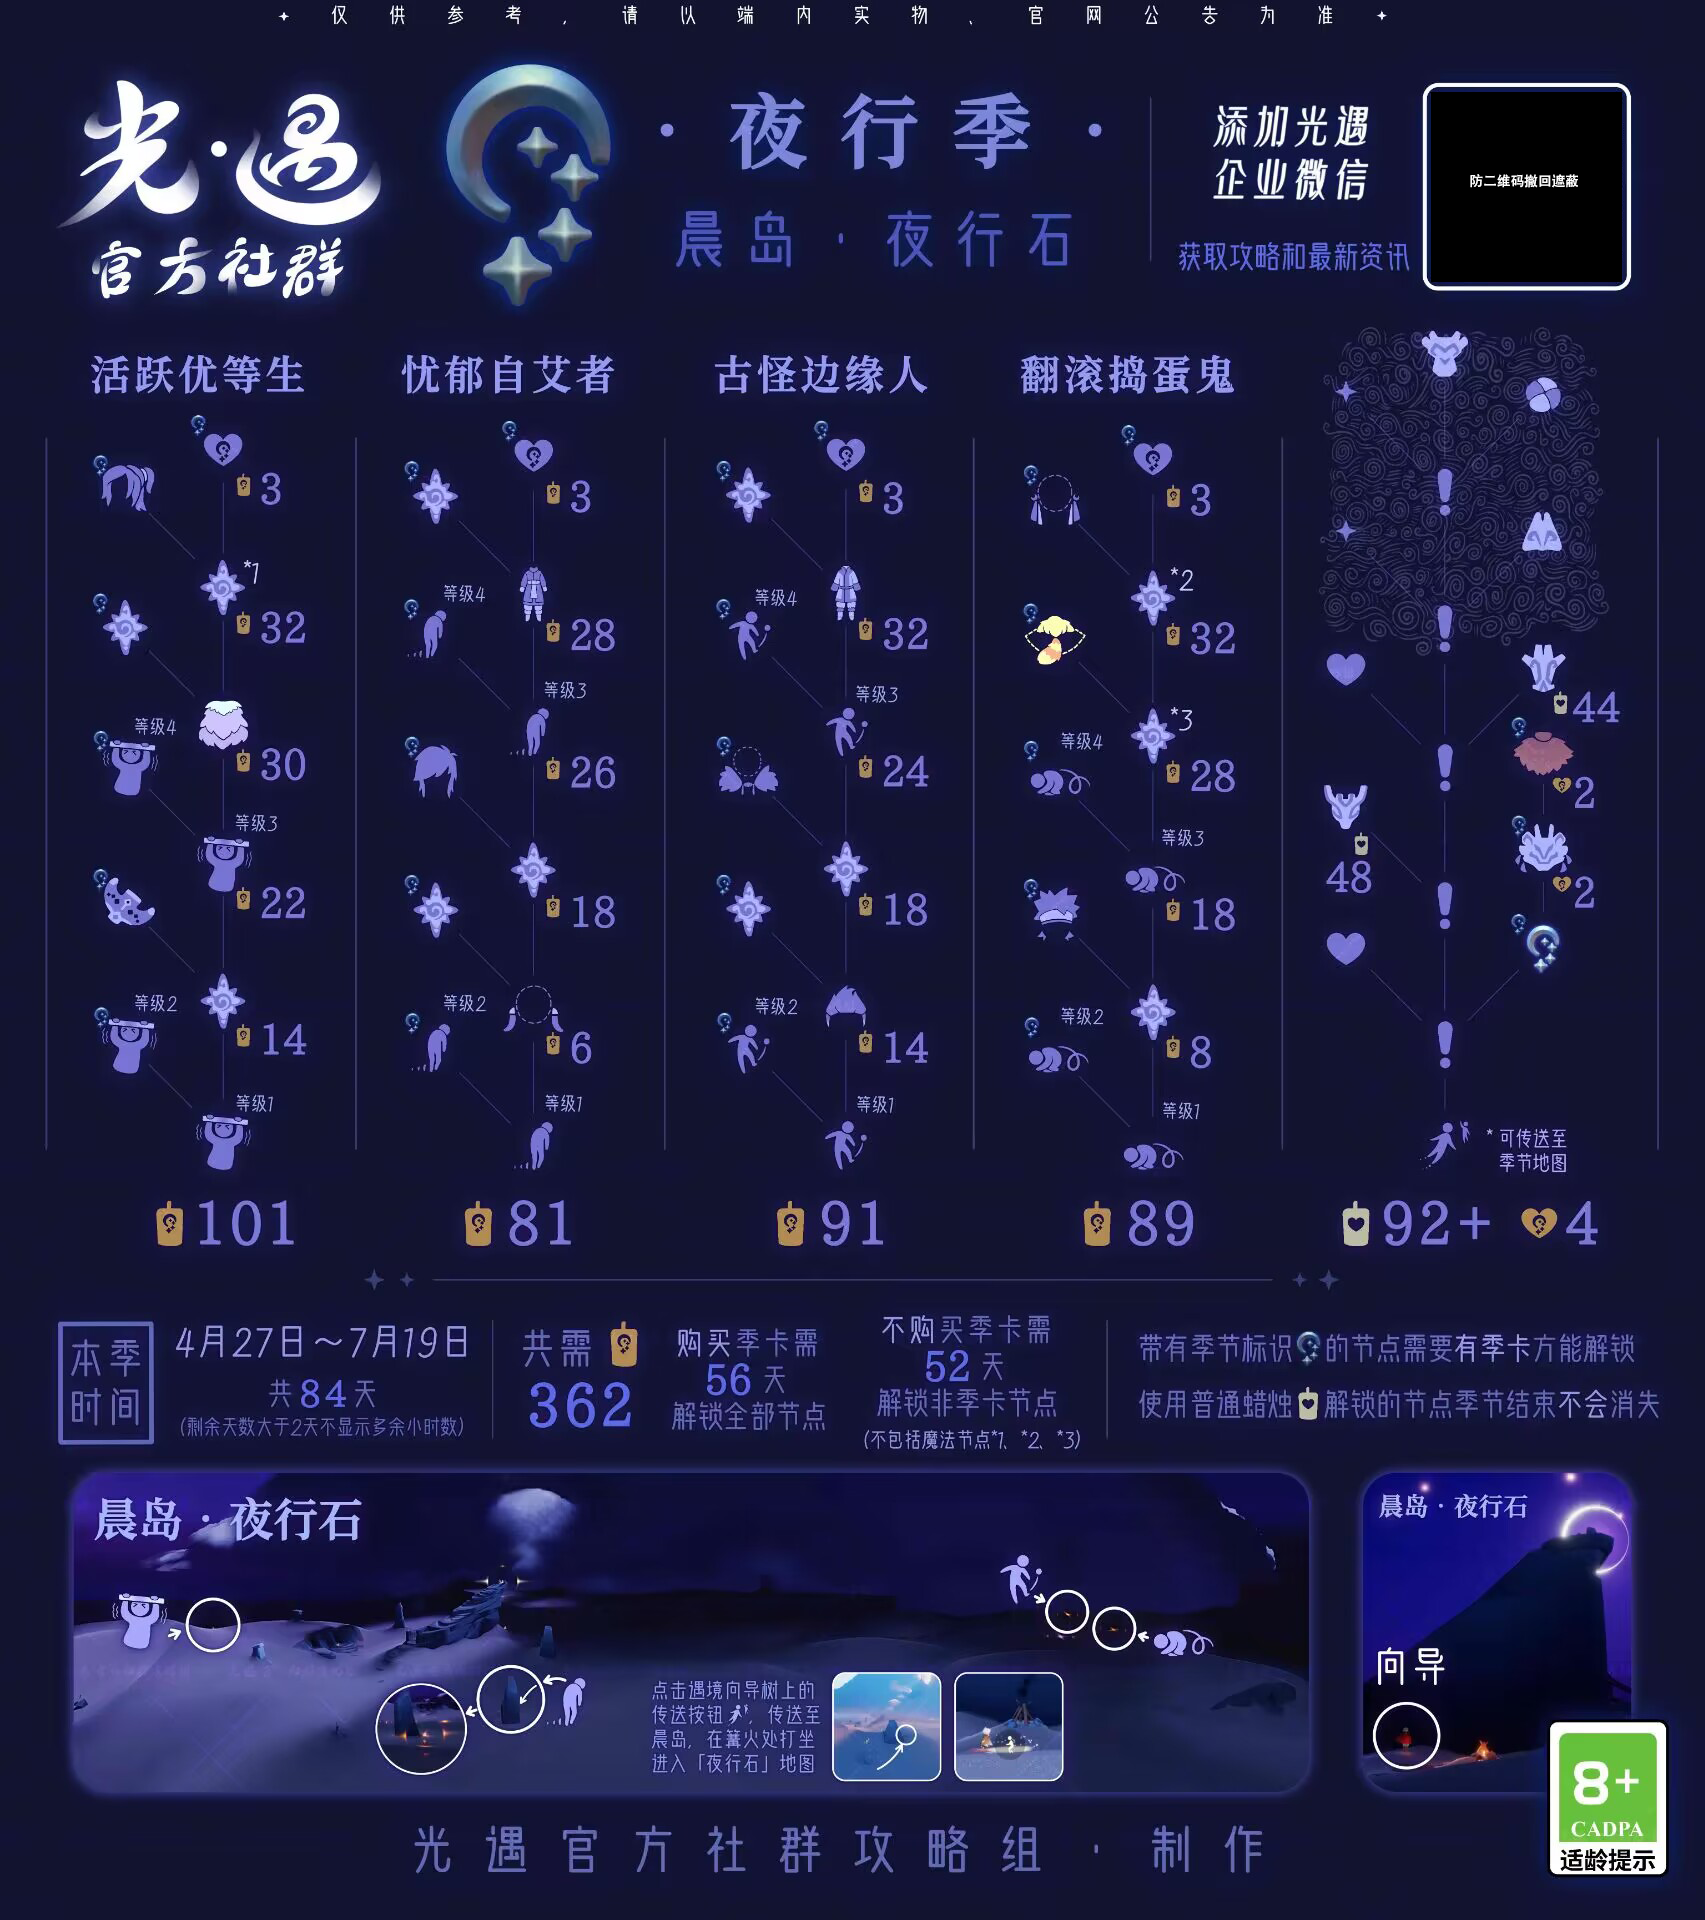 仅供参考，请以端内实物、官网公告为准
光·遇
官方社群
·夜行季·
晨岛·夜行石
添加光遇
企业微信
获取攻略和最新资讯
防二维码撤回遮蔽
活跃优等生
3
*1
32
等级4
30
等级3
22
等级2
14
等级1
101
忧郁自艾者
3
等级4
28
等级3
26
18
等级2
6
等级1
81
古怪边缘人
3
等级4
32
等级3
24
18
等级2
14
等级1
91
翻滚捣蛋鬼
3
*2
32
*3
等级4
28
等级3
18
等级2
8
等级1
89
44
2
48
2
*可传送至
季节地图
92+ 4
本季
时间
4月27日～7月19日
共84天
(剩余天数大于2天不显示多余小时数)
共需
362
购买季卡需
56天
解锁全部节点
不购买季卡需
52天
解锁非季卡节点
(不包括魔法节点*1、*2、*3)
带有季节标识的节点需要有季卡方能解锁
使用普通蜡烛解锁的节点季节结束不会消失
晨岛·夜行石
点击遇境向导树上的
传送按钮，传送至
晨岛，在篝火处打坐
进入「夜行石」地图
晨岛·夜行石
向导
8+
CADPA
适龄提示
光遇官方社群攻略组·制作